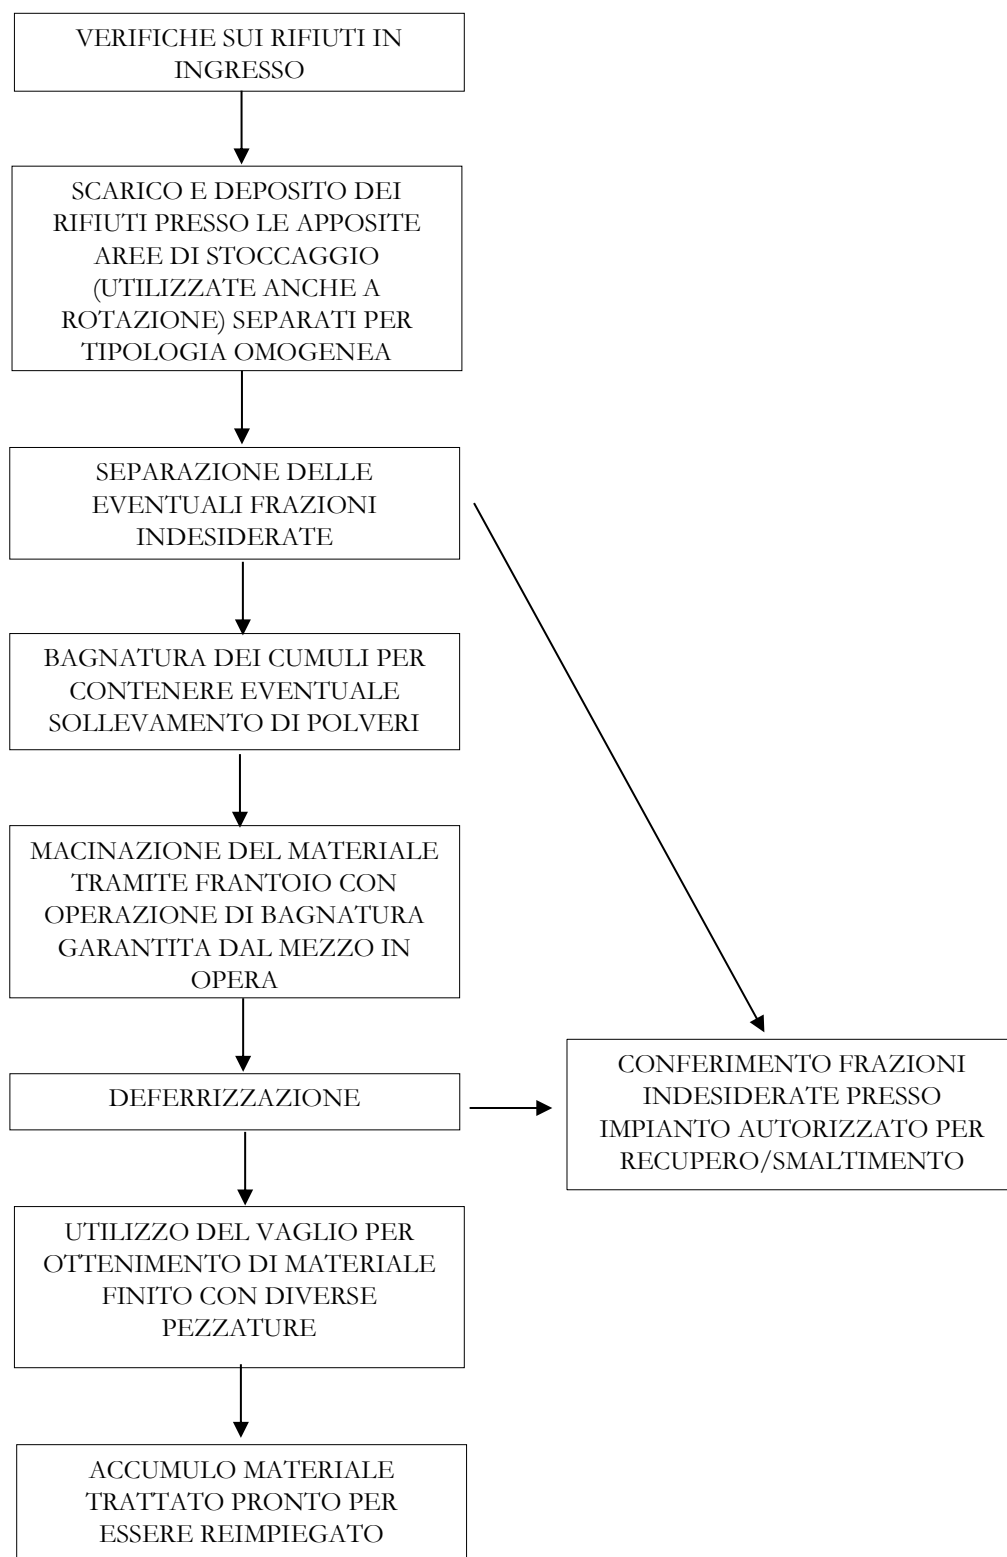 VERIFICHE SUI RIFIUTI IN
INGRESSO
SCARICO E DEPOSITO DEI
RIFIUTI PRESSO LE APPOSITE
AREE DI STOCCAGGIO
(UTILIZZATE ANCHE A
ROTAZIONE) SEPARATI PER
TIPOLOGIA OMOGENEA
SEPARAZIONE DELLE
EVENTUALI FRAZIONI
INDESIDERATE
BAGNATURA DEI CUMULI PER
CONTENERE EVENTUALE
SOLLEVAMENTO DI POLVERI
MACINAZIONE DEL MATERIALE
TRAMITE FRANTOIO CON
OPERAZIONE DI BAGNATURA
GARANTITA DAL MEZZO IN
OPERA
DEFERRIZZAZIONE
CONFERIMENTO FRAZIONI
INDESIDERATE PRESSO
IMPIANTO AUTORIZZATO PER
RECUPERO/SMALTIMENTO
UTILIZZO DEL VAGLIO PER
OTTENIMENTO DI MATERIALE
FINITO CON DIVERSE
PEZZATURE
ACCUMULO MATERIALE
TRATTATO PRONTO PER
ESSERE REIMPIEGATO